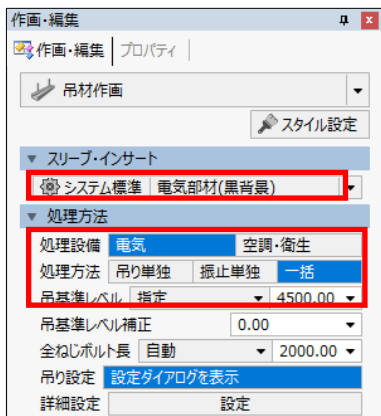 作画・編集
作画・編集 プロパティ
吊材作画
スタイル設定
スリーブ・インサート
システム標準 電気部材(黒背景)
処理方法
処理設備 電気 空調・衛生
処理方法 吊り単独 振止単独 一括
吊基準レベル 指定 4500.00
吊基準レベル補正 0.00
全ねじボルト長 自動 2000.00
吊り設定 設定ダイアログを表示
詳細設定 設定